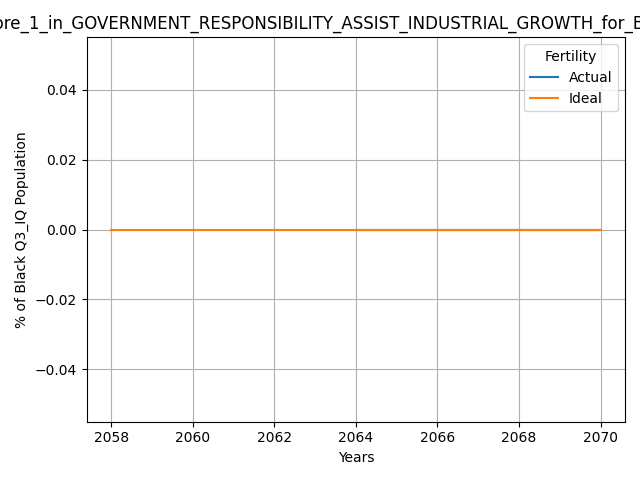 ore_1_in_GOVERNMENT_RESPONSIBILITY_ASSIST_INDUSTRIAL_GROWTH_for_B
Fertility
Actual
Ideal
0.04
0.02
0.00
−0.02
−0.04
% of Black Q3_IQ Population
2058 2060 2062 2064 2066 2068 2070
Years